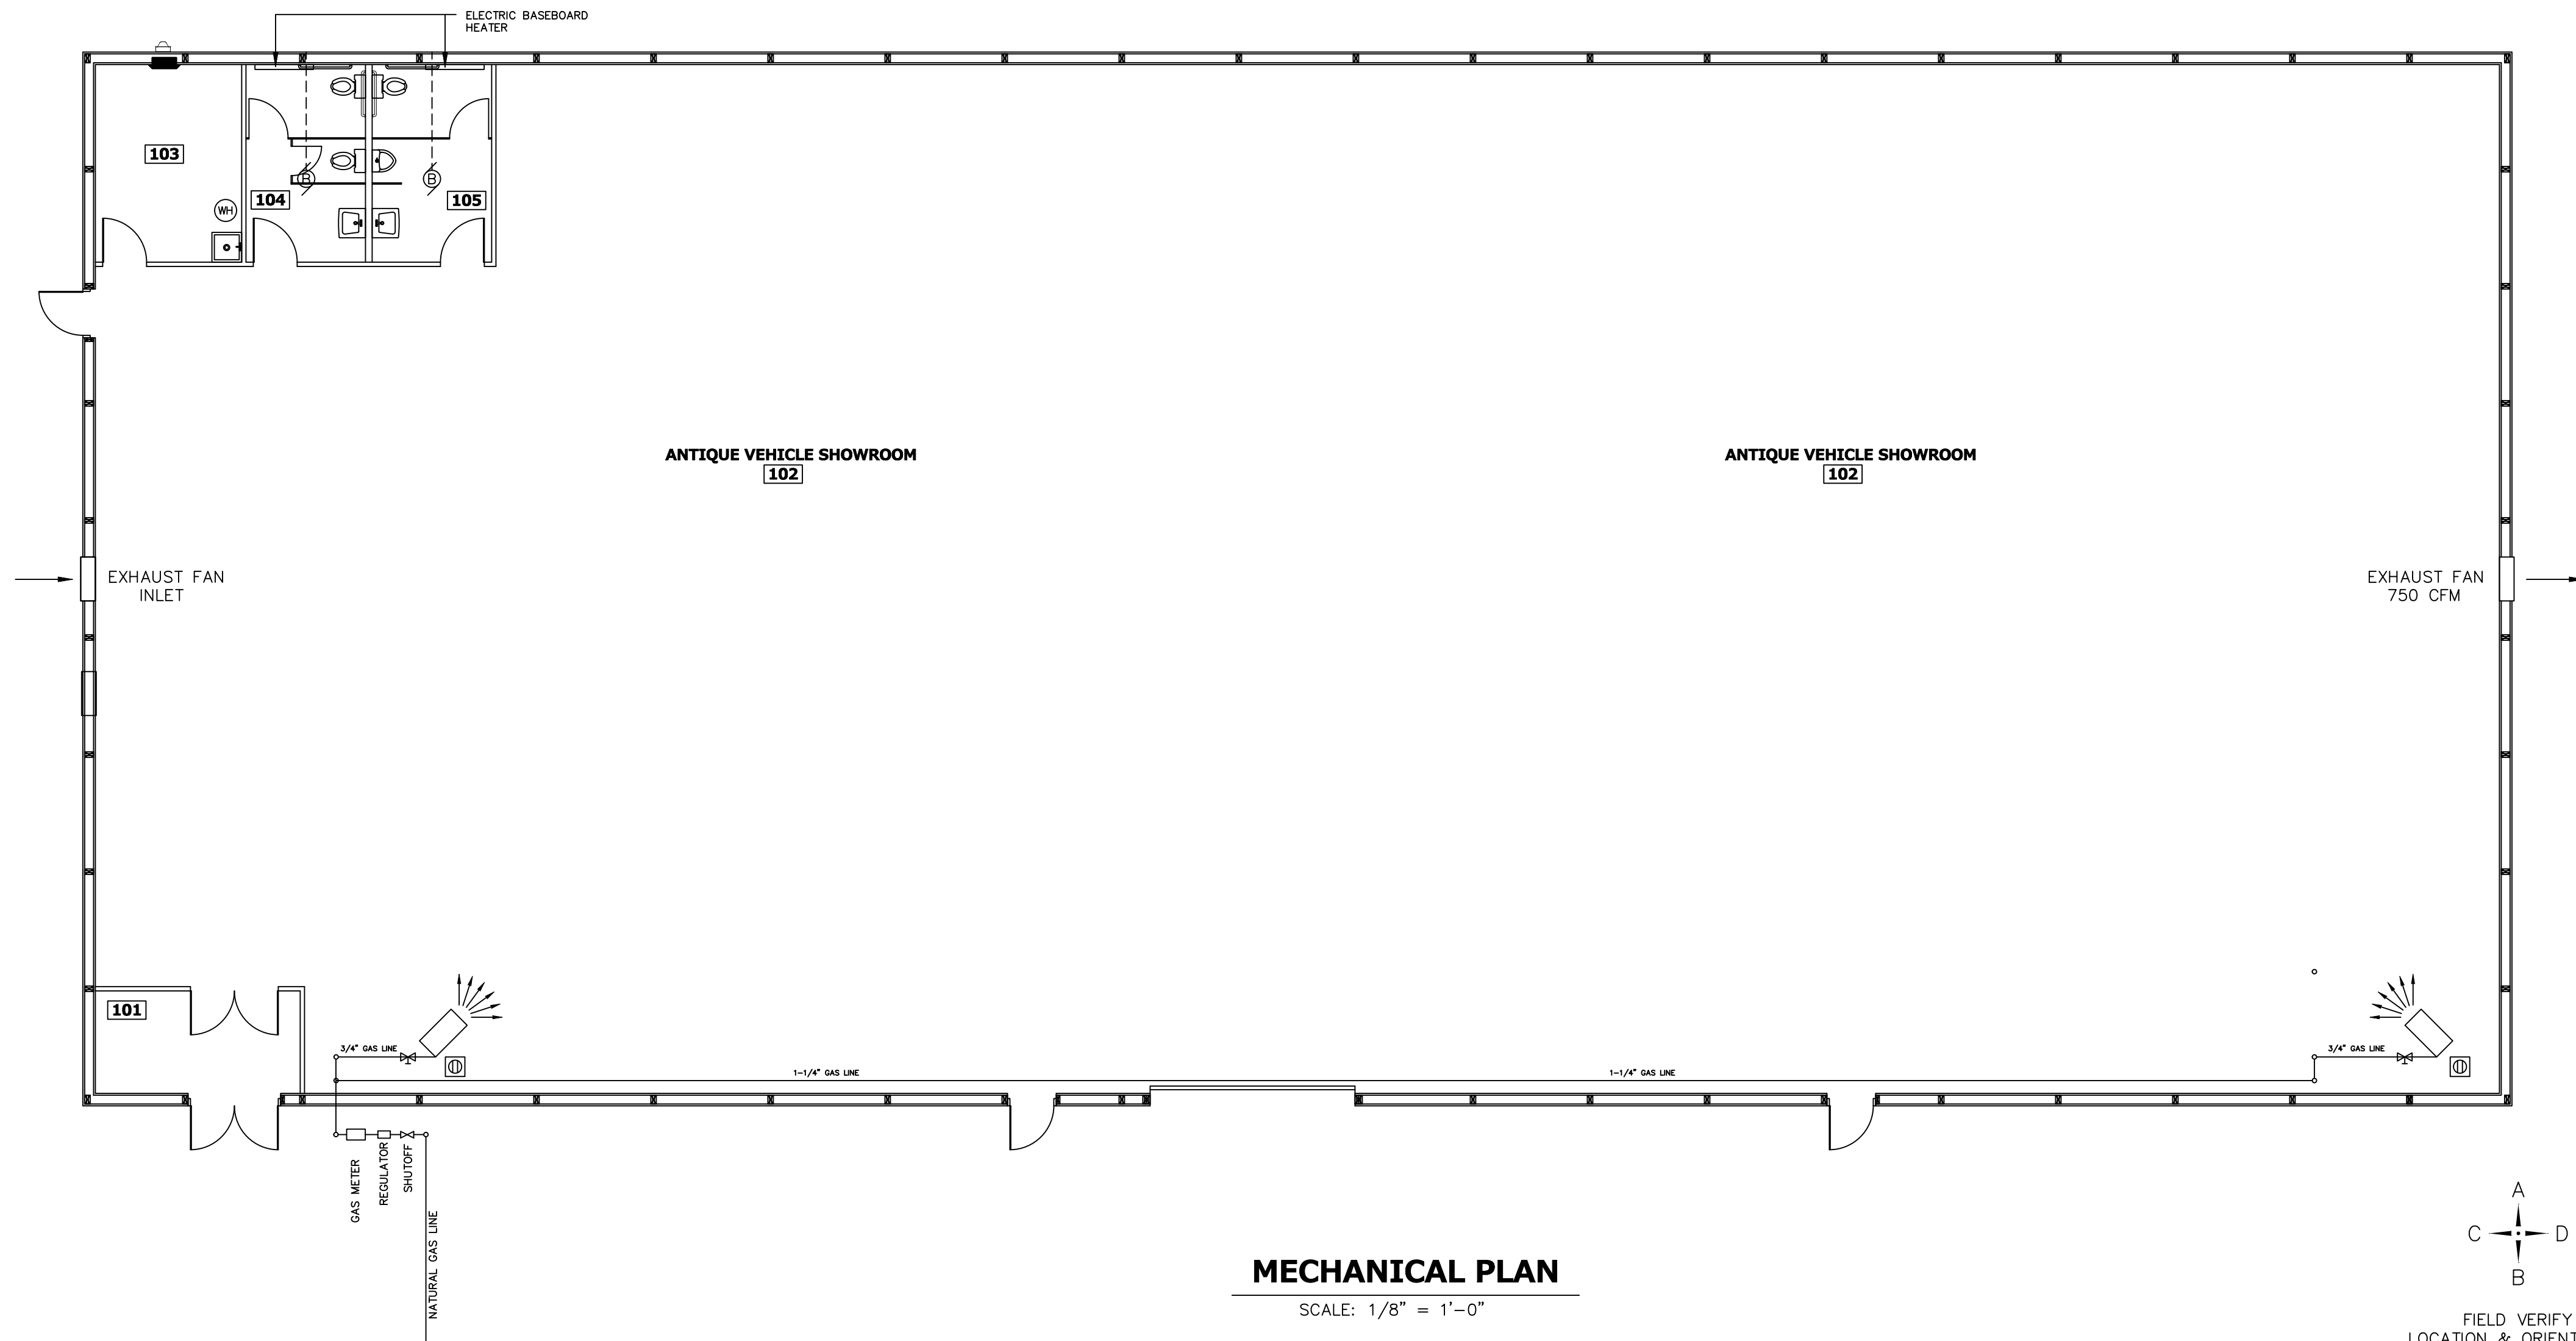 ELECTRIC BASEBOARD
HEATER
103
104
105
WH
B
B
ANTIQUE VEHICLE SHOWROOM
102
ANTIQUE VEHICLE SHOWROOM
102
EXHAUST FAN
INLET
EXHAUST FAN
750 CFM
101
3/4" GAS LINE
1-1/4" GAS LINE
1-1/4" GAS LINE
3/4" GAS LINE
GAS METER
REGULATOR
SHUTOFF
NATURAL GAS LINE
MECHANICAL PLAN
SCALE: 1/8" = 1'-0"
A
C
D
B
FIELD VERIFY
LOCATION &